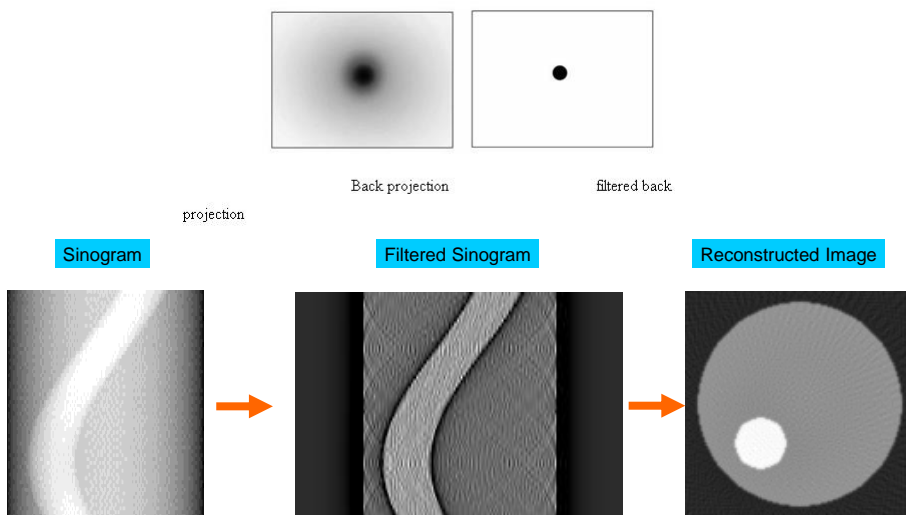 Back projection filtered back
projection
Sinogram Filtered Sinogram Reconstructed Image